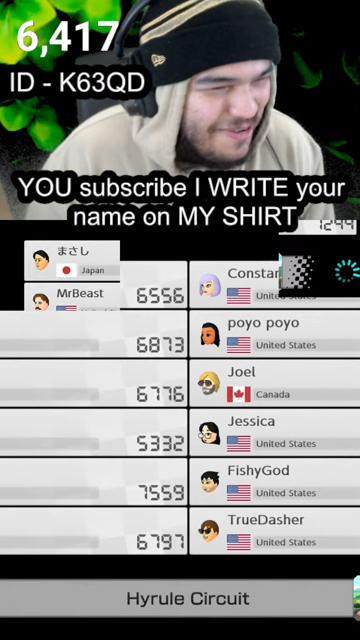 6,417
ID - K63QD
YOU subscribe I WRITE your
name on MY SHIRT
まさし
Japan
MrBeast
6556
Constan
United States
6873
poyo poyo
United States
6776
Joel
Canada
5332
Jessica
United States
7559
FishyGod
United States
6797
TrueDasher
United States
Hyrule Circuit